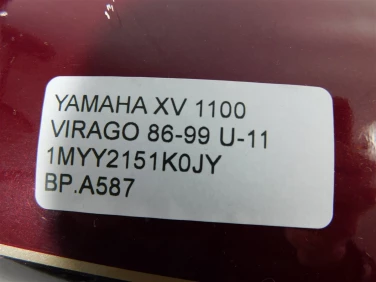 YAMAHA XV 1100
VIRAGO 86-99 U-11
1MYY2151K0JY
BP.A587